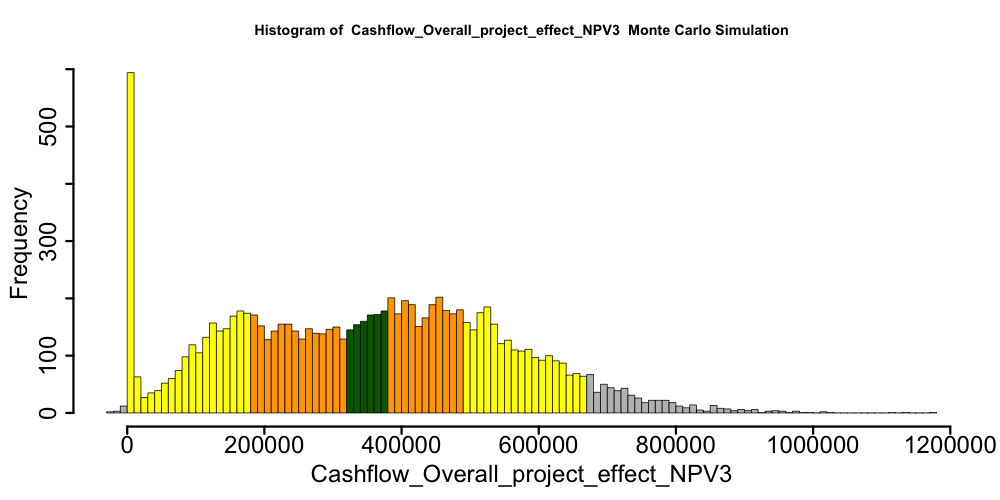 Histogram of Cashflow_Overall_project_effect_NPV3 Monte Carlo Simulation
Frequency
500
300
100
0
0 200000 400000 600000 800000 1000000 1200000
Cashflow_Overall_project_effect_NPV3